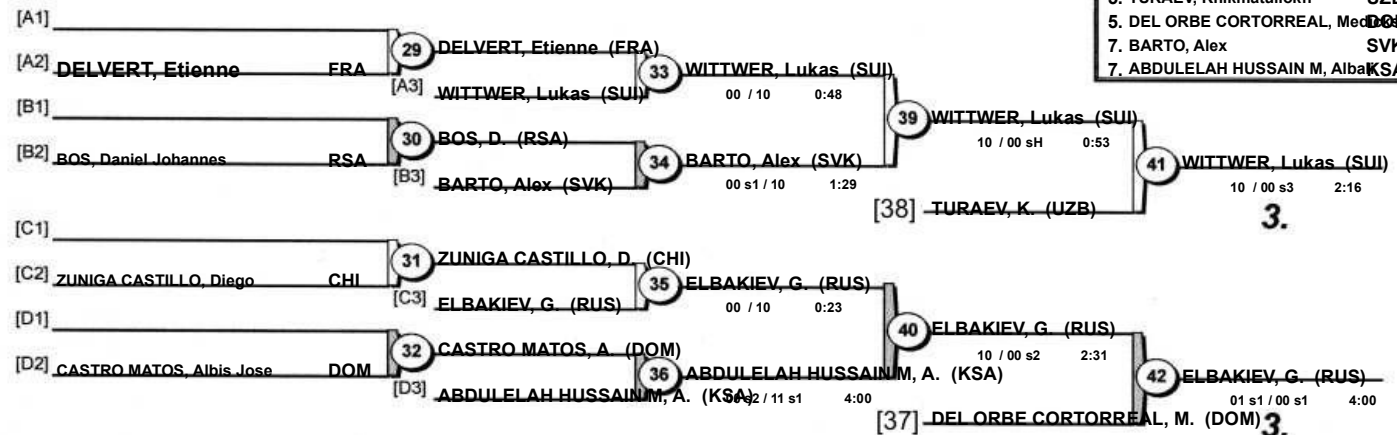 5. DEL ORBE CORTORREAL,
7. BARTO, Alex SVK
7. ABDULELAH HUSSAIN M, KSA
[A1]
[A2] DELVERT, Etienne FRA
29 DELVERT, Etienne (FRA)
[A3] WITTWER, Lukas (SUI)
33 WITTWER, Lukas (SUI)
00 / 10 0:48
[B1]
[B2] BOS, Daniel Johannes RSA
30 BOS, D. (RSA)
[B3] BARTO, Alex (SVK)
34 BARTO, Alex (SVK)
00 s1 / 10 1:29
39 WITTWER, Lukas (SUI)
10 / 00 sH 0:53
[38] TURAEV, K. (UZB)
41 WITTWER, Lukas (SUI)
10 / 00 s3 2:16
3.
[C1]
[C2] ZUNIGA CASTILLO, Diego CHI
31 ZUNIGA CASTILLO, D. (CHI)
[C3] ELBAKIEV, G. (RUS)
35 ELBAKIEV, G. (RUS)
00 / 10 0:23
[D1]
[D2] CASTRO MATOS, Albis Jose DOM
32 CASTRO MATOS, A. (DOM)
[D3] ABDULELAH HUSSAIN M, A. (KSA)
36 ABDULELAH HUSSAIN M, A. (KSA)
00 s2 / 11 s1 4:00
40 ELBAKIEV, G. (RUS)
10 / 00 s2 2:31
[37] DEL ORBE CORTORREAL, M. (DOM)
42 ELBAKIEV, G. (RUS)
01 s1 / 00 s1 4:00
3.